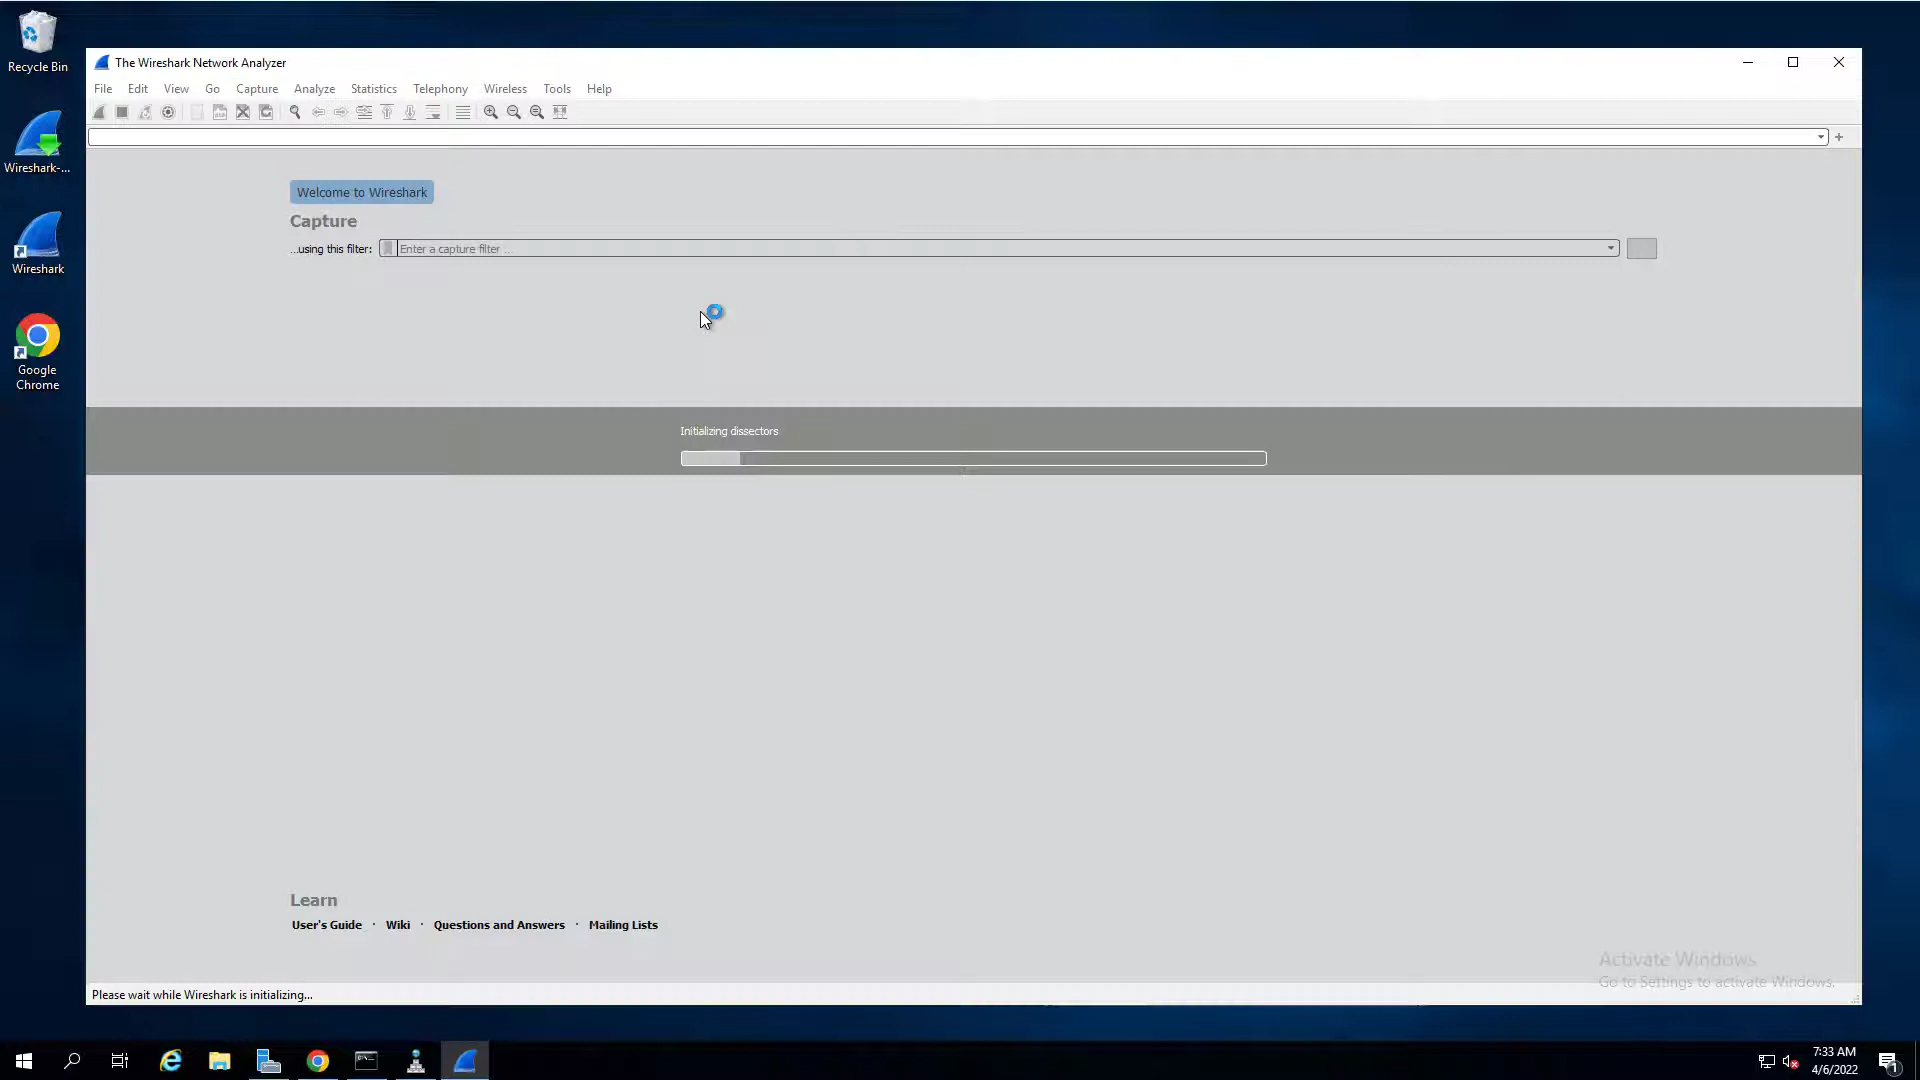 Recycle Bin
Wireshark-...
Wireshark
Google
Chrome
The Wireshark Network Analyzer
File Edit View Go Capture Analyze Statistics Telephony Wireless Tools Help
Welcome to Wireshark
Capture
...using this filter: Enter a capture filter ...
Initializing dissectors
Learn
User's Guide · Wiki · Questions and Answers · Mailing Lists
Activate Windows
Go to Settings to activate Windows.
Please wait while Wireshark is initializing...
7:33 AM
4/6/2022
1